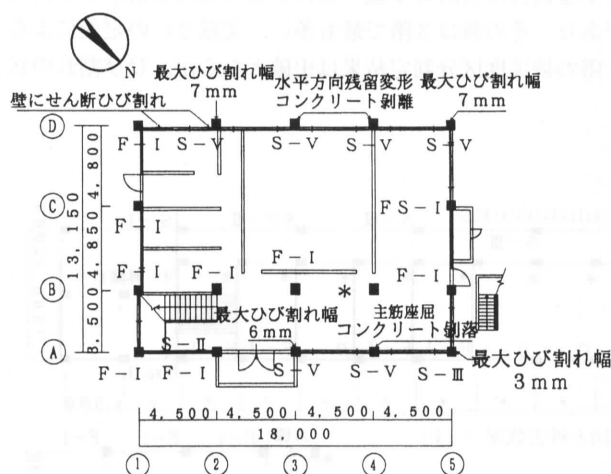 N
最大ひび割れ幅
7mm
水平方向残留変形
コンクリート剥離
最大ひび割れ幅
7mm
壁にせん断ひび割れ
D
F-I
S-V
S-V
S-V
S-V
4,800
C
F-I
FS-I
13,150
4,850
F-I
F-I
F-I
F-I
B
*
3,500
最大ひび割れ幅
6mm
主筋座屈
コンクリート剥落
S-II
A
F-I
F-I
S-V
S-V
S-III
最大ひび割れ幅
3mm
4,500
4,500
4,500
4,500
18,000
1
2
3
4
5